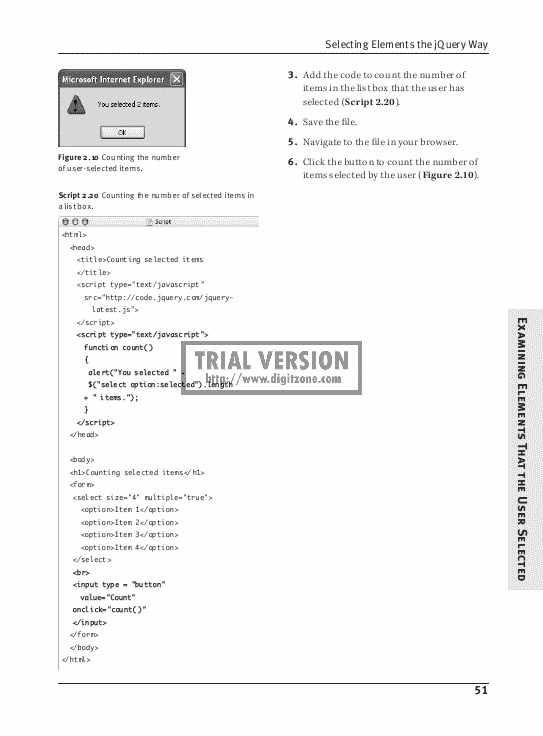 Selecting Elements the jQuery Way
Microsoft Internet Explorer
You selected 2 items.
OK
Figure 2.10 Counting the number
of user-selected items.
Script 2.20 Counting the number of selected items in
a list box.
Script
<html>
<head>
<title>Counting selected items
</title>
<script type="text/javascript"
src="http://code.jquery.com/jquery-
latest.js">
</script>
<script type="text/javascript">
function count()
{
alert("You selected " +
$("select option:selected").length
+ " items.");
}
</script>
</head>
<body>
<h1>Counting selected items</h1>
<form>
<select size="4" multiple="true">
<option>Item 1</option>
<option>Item 2</option>
<option>Item 3</option>
<option>Item 4</option>
</select>
<br>
<input type = "button"
value="Count"
onclick="count()"
</input>
</form>
</body>
</html>
3. Add the code to count the number of
items in the list box that the user has
selected (Script 2.20).
4. Save the file.
5. Navigate to the file in your browser.
6. Click the button to count the number of
items selected by the user (Figure 2.10).
TRIAL VERSION
http://www.digitzone.com
Examining Elements That the User Selected
51